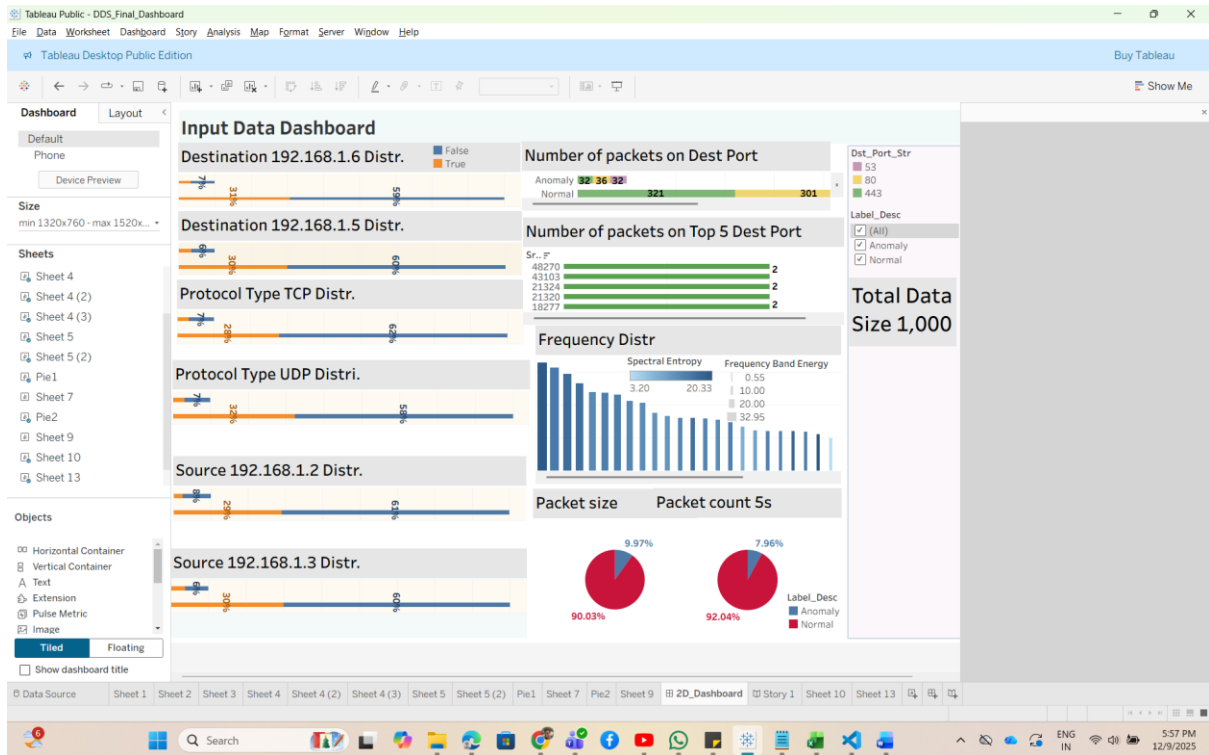 Tableau Public - DDS_Final_Dashboard
File Data Worksheet Dashboard Story Analysis Map Format Server Window Help
Tableau Desktop Public Edition
Buy Tableau
Show Me
Dashboard
Layout
Default
Phone
Device Preview
Size
min 1320x760 - max 1520x...
Sheets
Sheet 4
Sheet 4 (2)
Sheet 4 (3)
Sheet 5
Sheet 5 (2)
Pie1
Sheet 7
Pie2
Sheet 9
Sheet 10
Sheet 13
Objects
Horizontal Container
Vertical Container
Text
Extension
Pulse Metric
Image
Tiled
Floating
Show dashboard title
Input Data Dashboard
Destination 192.168.1.6 Distr.
False
True
7%
31%
59%
Destination 192.168.1.5 Distr.
6%
30%
60%
Protocol Type TCP Distr.
7%
28%
62%
Protocol Type UDP Distri.
7%
32%
58%
Source 192.168.1.2 Distr.
8%
29%
61%
Source 192.168.1.3 Distr.
6%
30%
60%
Number of packets on Dest Port
Anomaly 32 36 32
Normal 321 301
Number of packets on Top 5 Dest Port
Sr..
48270 2
43103
21324 2
21320
18277 2
Frequency Distr
Spectral Entropy
3.20 20.33
Frequency Band Energy
0.55
10.00
20.00
32.95
Packet size
Packet count 5s
9.97%
90.03%
7.96%
92.04%
Label_Desc
Anomaly
Normal
Dst_Port_Str
53
80
443
Label_Desc
(All)
Anomaly
Normal
Total Data
Size 1,000
Data Source Sheet 1 Sheet 2 Sheet 3 Sheet 4 Sheet 4 (2) Sheet 4 (3) Sheet 5 Sheet 5 (2) Pie1 Sheet 7 Pie2 Sheet 9 2D_Dashboard Story 1 Sheet 10 Sheet 13
6
Search
ENG
IN
5:57 PM
12/9/2025